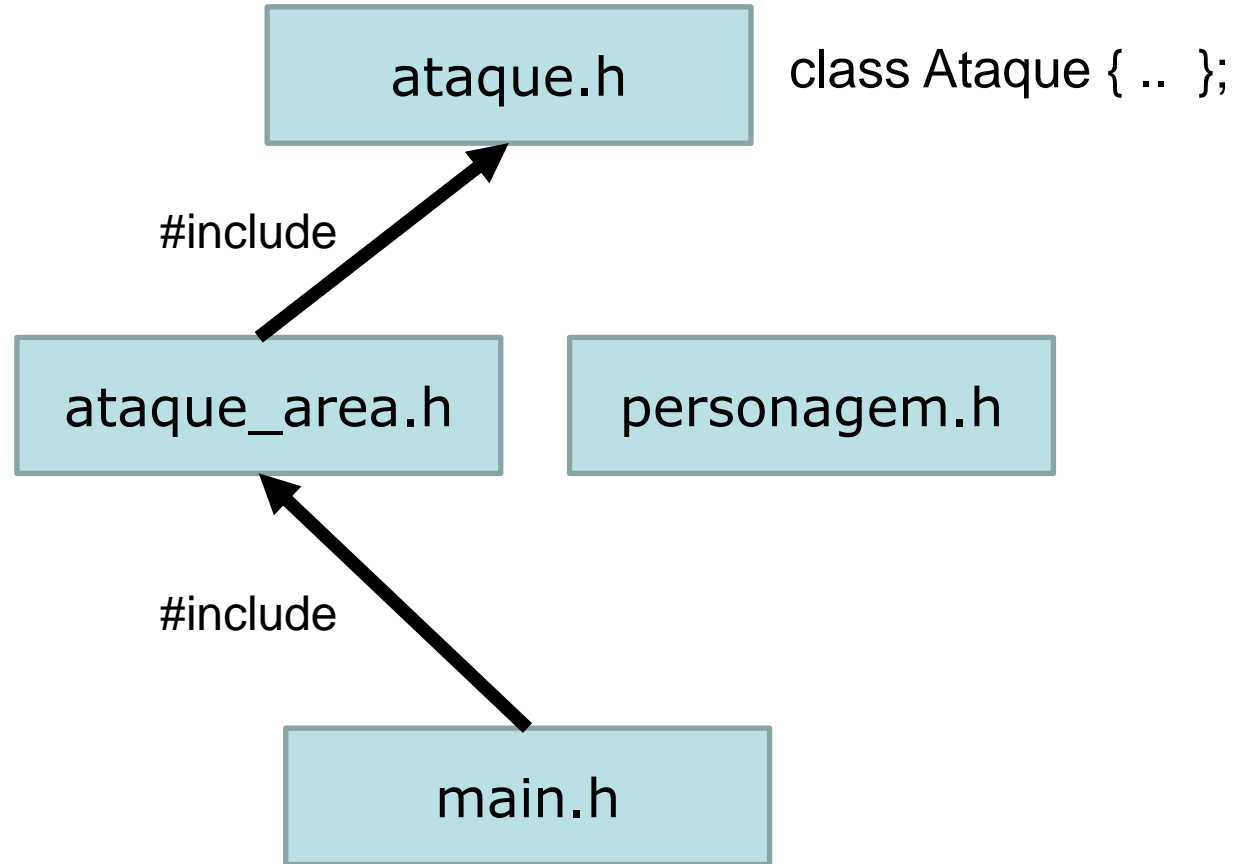 ataque.h
class Ataque { .. };
#include
ataque_area.h
personagem.h
#include
main.h